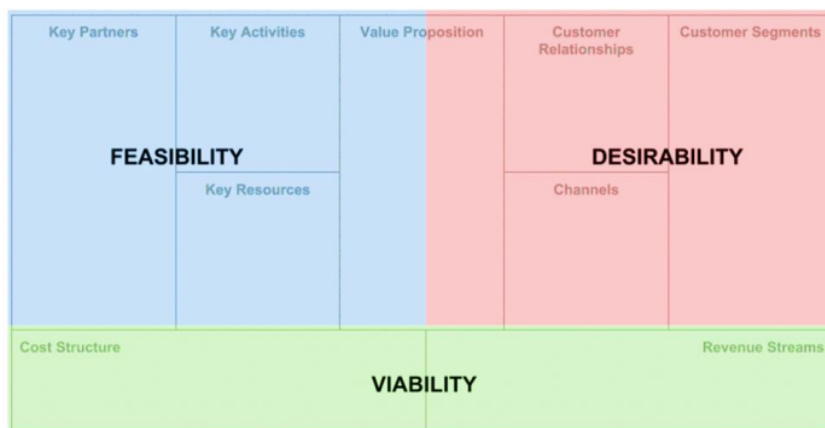 Key Partners
Key Activities
Value Proposition
Customer
Relationships
Customer Segments
FEASIBILITY
DESIRABILITY
Key Resources
Channels
Cost Structure
Revenue Streams
VIABILITY